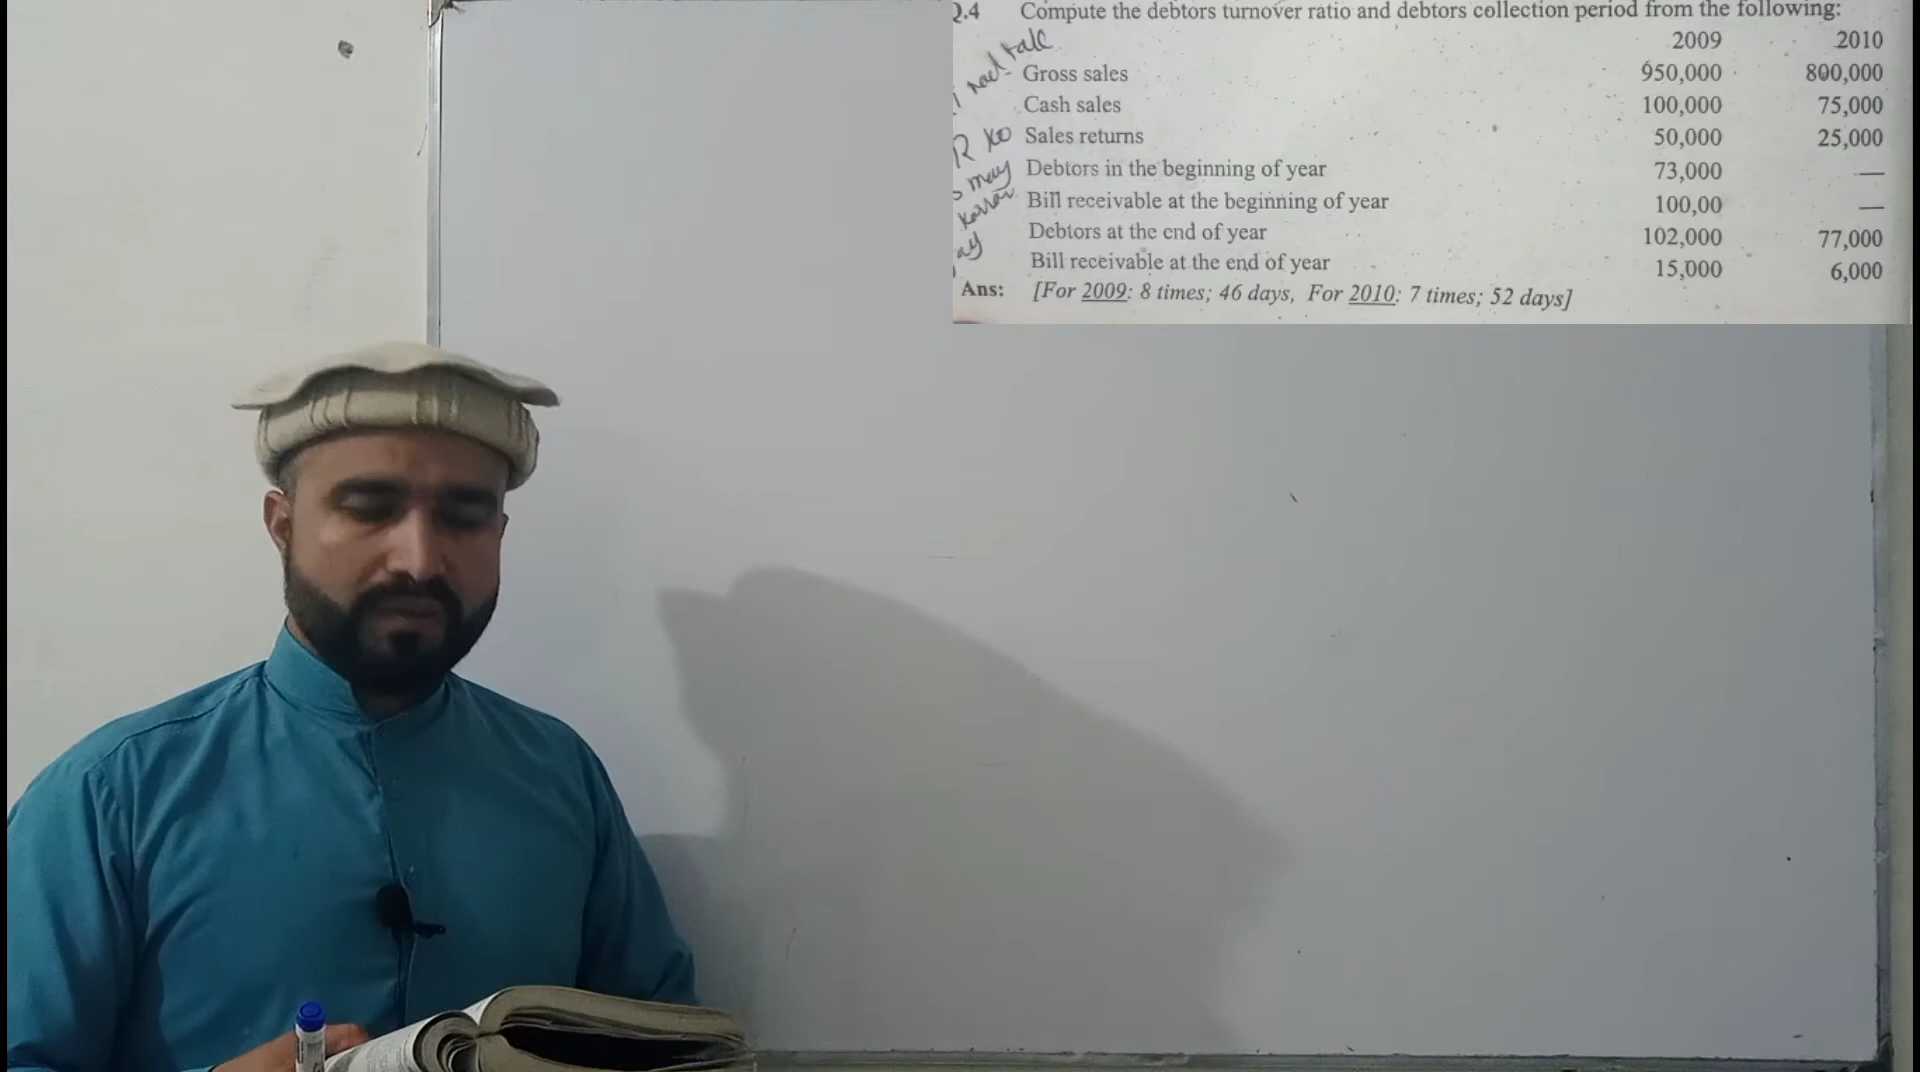 Q.4 Compute the debtors turnover ratio and debtors collection period from the following:
2009 2010
Gross sales 950,000 800,000
Cash sales 100,000 75,000
Sales returns 50,000 25,000
Debtors in the beginning of year 73,000 —
Bill receivable at the beginning of year 100,00 —
Debtors at the end of year 102,000 77,000
Bill receivable at the end of year 15,000 6,000
Ans: [For 2009: 8 times; 46 days, For 2010: 7 times; 52 days]
may